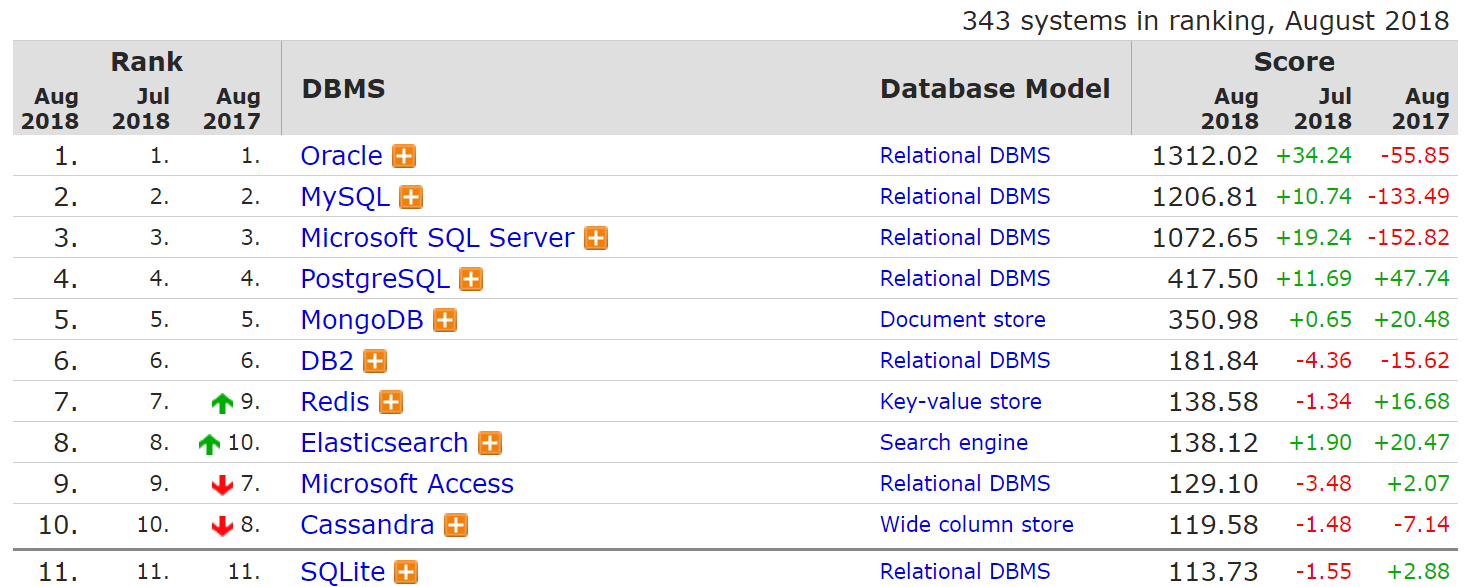 343 systems in ranking, August 2018
Rank DBMS Database Model Score
Aug 2018 Jul 2018 Aug 2017 Aug 2018 Jul 2018 Aug 2017
1. 1. 1. Oracle Relational DBMS 1312.02 +34.24 -55.85
2. 2. 2. MySQL Relational DBMS 1206.81 +10.74 -133.49
3. 3. 3. Microsoft SQL Server Relational DBMS 1072.65 +19.24 -152.82
4. 4. 4. PostgreSQL Relational DBMS 417.50 +11.69 +47.74
5. 5. 5. MongoDB Document store 350.98 +0.65 +20.48
6. 6. 6. DB2 Relational DBMS 181.84 -4.36 -15.62
7. 7. 9. Redis Key-value store 138.58 -1.34 +16.68
8. 8. 10. Elasticsearch Search engine 138.12 +1.90 +20.47
9. 9. 7. Microsoft Access Relational DBMS 129.10 -3.48 +2.07
10. 10. 8. Cassandra Wide column store 119.58 -1.48 -7.14
11. 11. 11. SQLite Relational DBMS 113.73 -1.55 +2.88